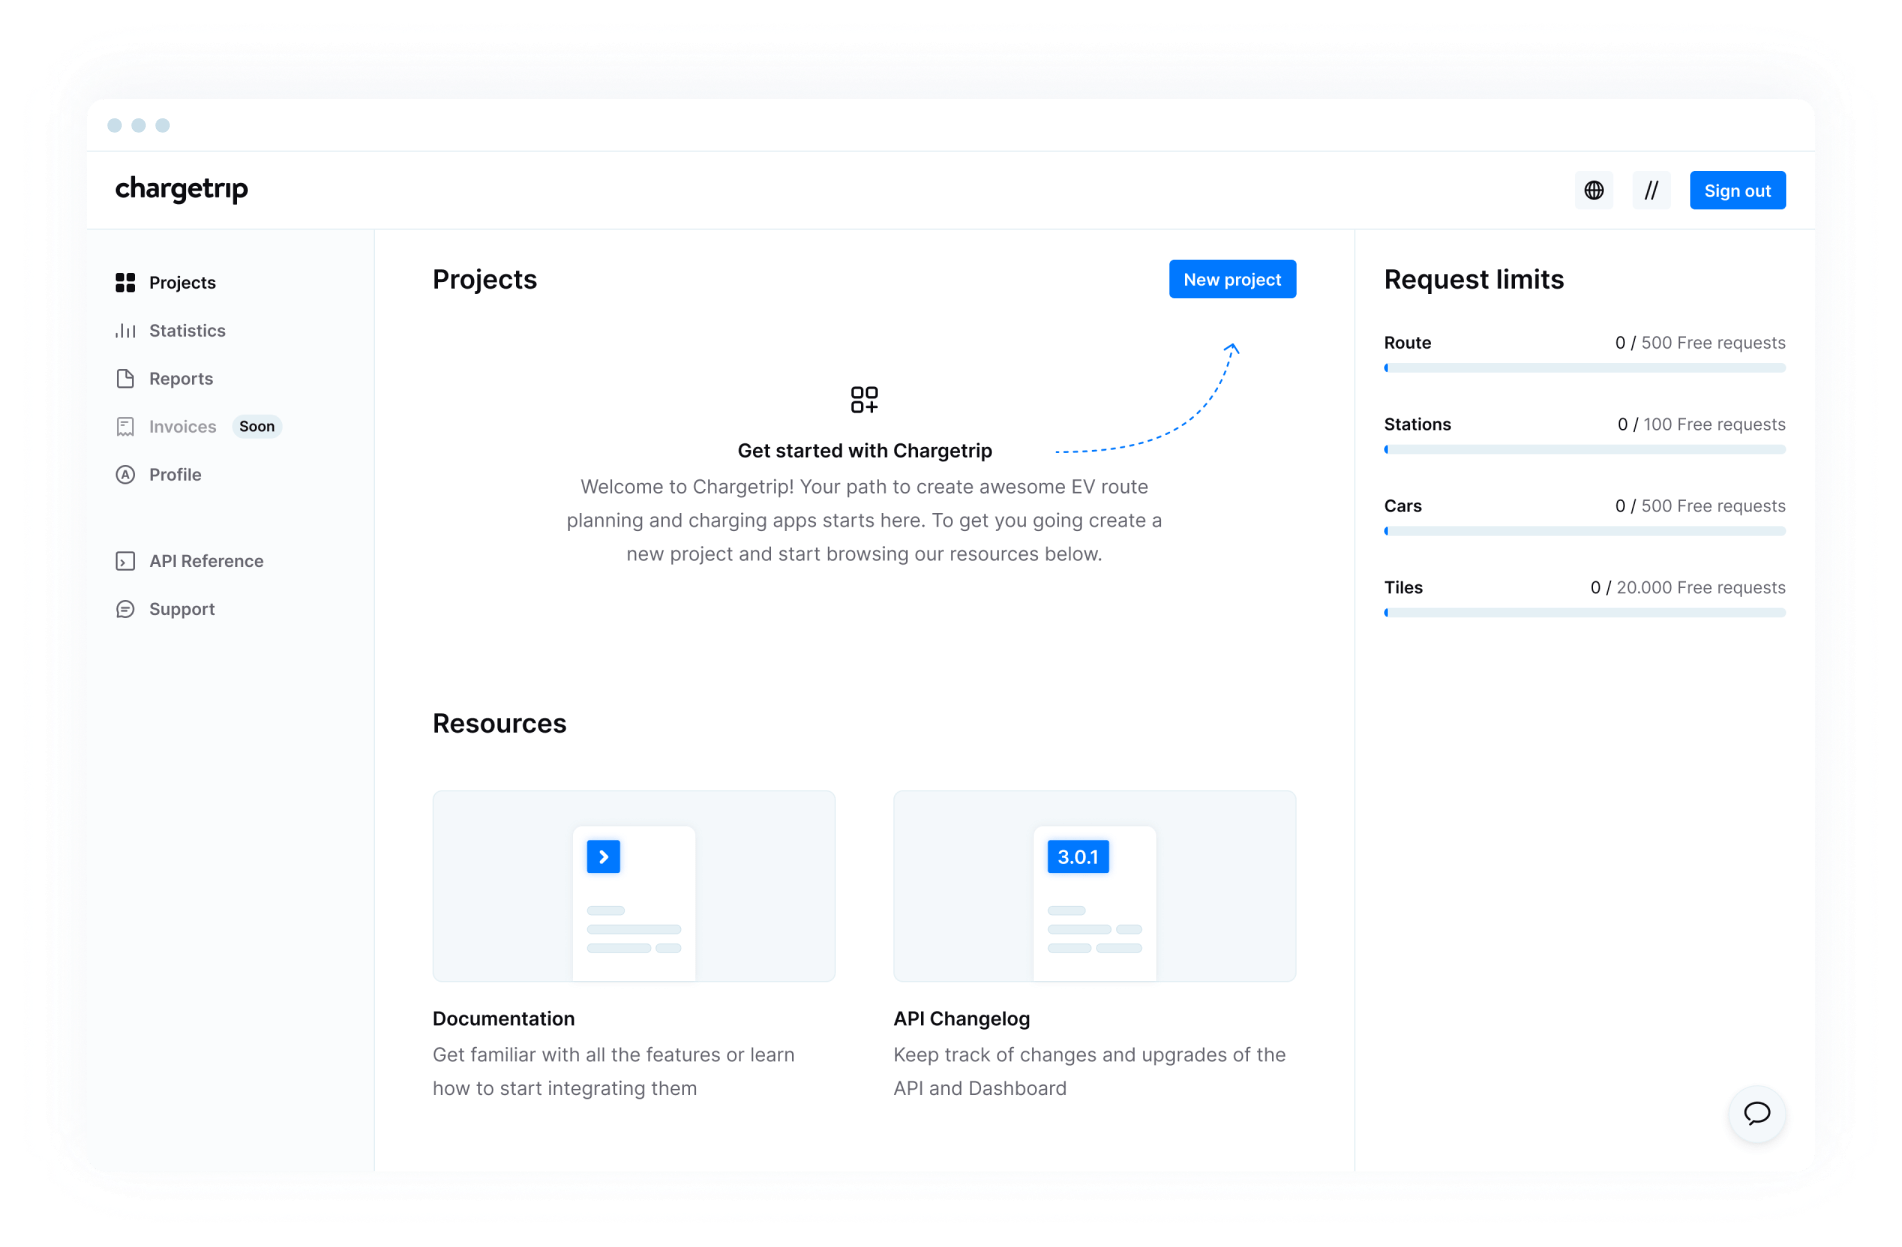 chargetrip
//
Sign out
Projects
Statistics
Reports
Invoices Soon
Profile
API Reference
Support
Projects
New project
Get started with Chargetrip
Welcome to Chargetrip! Your path to create awesome EV route
planning and charging apps starts here. To get you going create a
new project and start browsing our resources below.
Resources
3.0.1
Documentation
Get familiar with all the features or learn
how to start integrating them
API Changelog
Keep track of changes and upgrades of the
API and Dashboard
Request limits
Route 0 / 500 Free requests
Stations 0 / 100 Free requests
Cars 0 / 500 Free requests
Tiles 0 / 20.000 Free requests